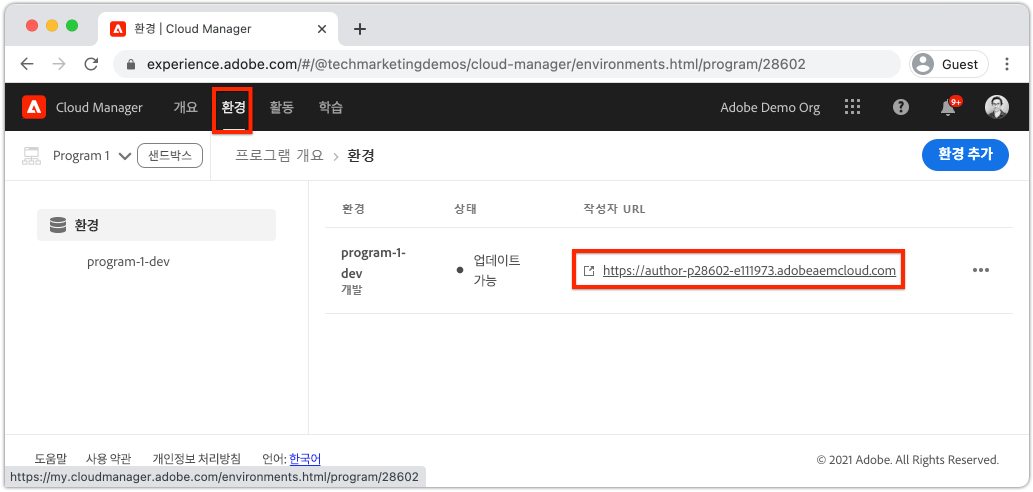 환경 | Cloud Manager
experience.adobe.com/#/@techmarketingdemos/cloud-manager/environments.html/program/28602
Guest
Cloud Manager 개요 환경 활동 학습 Adobe Demo Org 9+
Program 1 샌드박스 프로그램 개요 > 환경 환경 추가
환경
program-1-dev
환경 상태 작성자 URL
program-1-
dev
개발
업데이트
가능
https://author-p28602-e111973.adobeaemcloud.com
도움말 사용 약관 개인정보 처리방침 언어: 한국어 © 2021 Adobe. All Rights Reserved.
https://my.cloudmanager.adobe.com/environments.html/program/28602